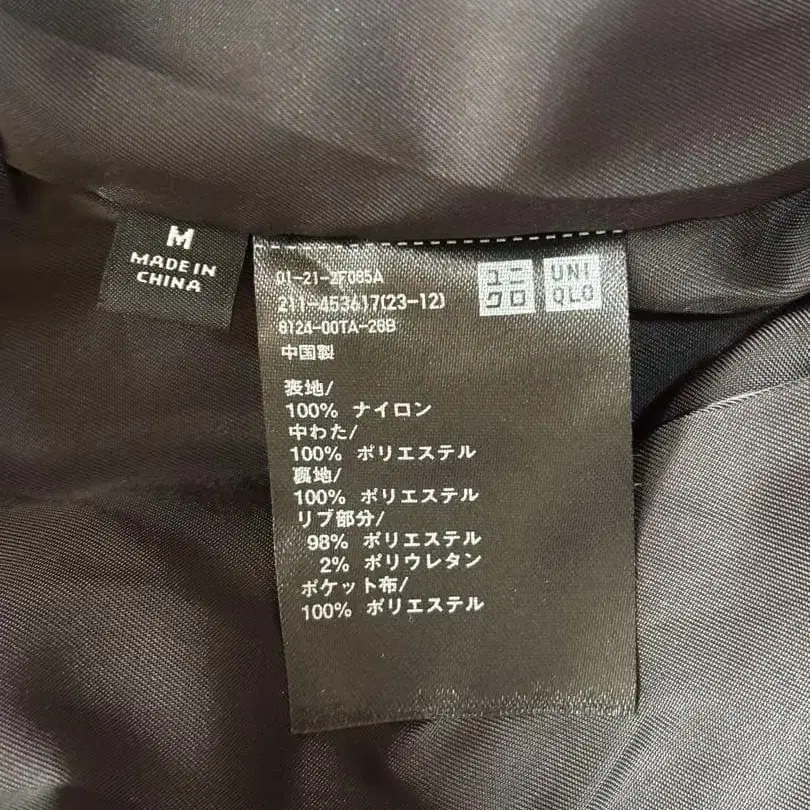 M
MADE IN
CHINA
01-21-2F085A
211-453617(23-12)
8124-00TA-28B
中国製
ユニ
クロ
UNI
QLO
表地/
100% ナイロン
中わた/
100% ポリエステル
裏地/
100% ポリエステル
リブ部分/
98% ポリエステル
2% ポリウレタン
ポケット布/
100% ポリエステル